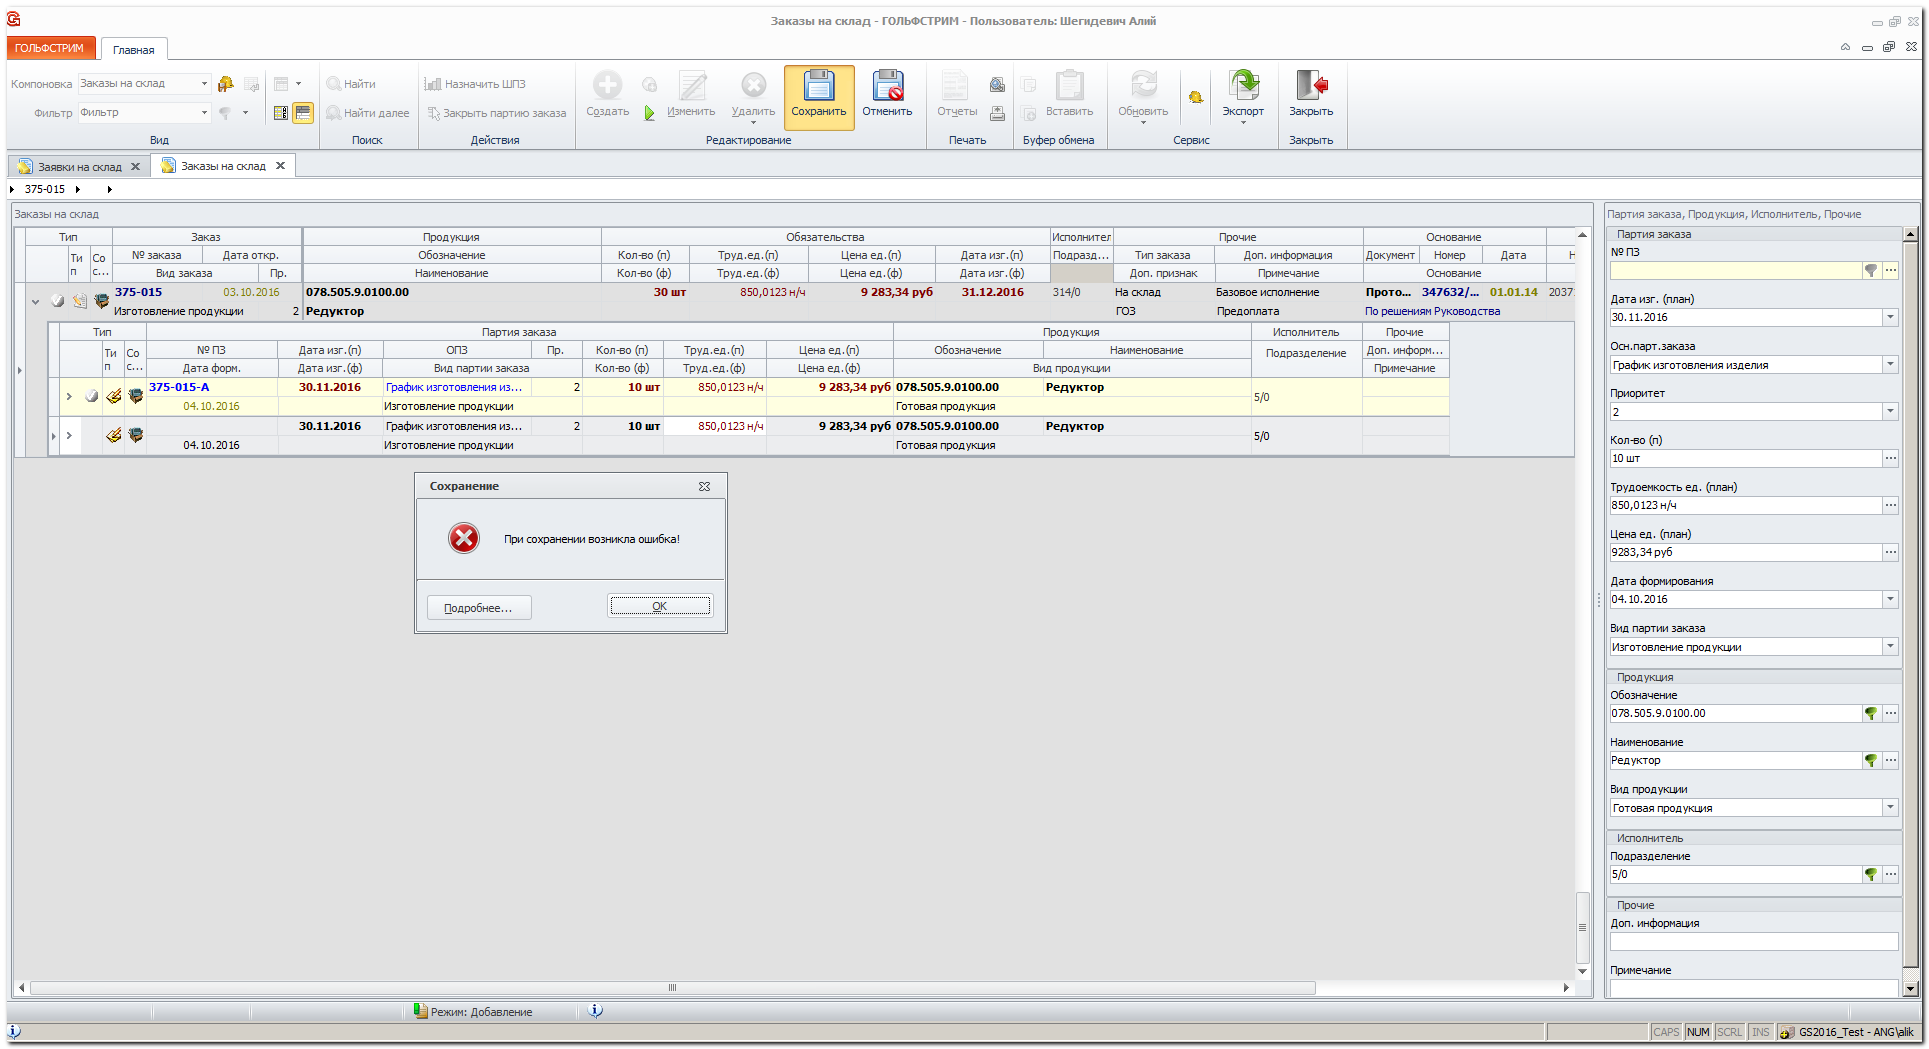 Заказы на склад - ГОЛЬФСТРИМ - Пользователь: Шегидевич Алий
ГОЛЬФСТРИМ Главная
Компоновка Заказы на склад
Фильтр Фильтр
Вид
Найти
Найти далее
Поиск
Назначить ШПЗ
Закрыть партию заказа
Действия
Создать Изменить Удалить Сохранить Отменить
Редактирование
Отчеты
Печать
Вставить
Буфер обмена
Обновить Экспорт
Сервис
Закрыть
Закрыть
Заявки на склад Заказы на склад
375-015
Заказы на склад
Тип Заказ Продукция Обязательства Исполнител Прочие Основание
Ти п Со с... № заказа Дата откр. Обозначение Кол-во (п) Труд.ед.(п) Цена ед.(п) Дата изг.(п) Подразд... Тип заказа Доп. информация Документ Номер Дата
Вид заказа Пр. Наименование Кол-во (ф) Труд.ед.(ф) Цена ед.(ф) Дата изг.(ф) Доп. признак Примечание Основание
375-015 03.10.2016 078.505.9.0100.00 30 шт 850,0123 н/ч 9 283,34 руб 31.12.2016 314/0 На склад Базовое исполнение Прото... 347632/... 01.01.14 2037
Изготовление продукции 2 Редуктор ГОЗ Предоплата По решениям Руководства
Тип Партия заказа Продукция Исполнитель Прочие
Ти п Со с... № ПЗ Дата изг.(п) ОПЗ Пр. Кол-во (п) Труд.ед.(п) Цена ед.(п) Обозначение Наименование Подразделение Доп. информ...
Дата форм. Дата изг.(ф) Вид партии заказа Кол-во (ф) Труд.ед.(ф) Цена ед.(ф) Вид продукции Примечание
375-015-А 30.11.2016 График изготовления из... 2 10 шт 850,0123 н/ч 9 283,34 руб 078.505.9.0100.00 Редуктор 5/0
04.10.2016 Изготовление продукции Готовая продукция
30.11.2016 График изготовления из... 2 10 шт 850,0123 н/ч 9 283,34 руб 078.505.9.0100.00 Редуктор 5/0
04.10.2016 Изготовление продукции Готовая продукция
Сохранение
При сохранении возникла ошибка!
Подробнее... OK
Партия заказа, Продукция, Исполнитель, Прочие
Партия заказа
№ ПЗ
Дата изг. (план)
30.11.2016
Осн.парт.заказа
График изготовления изделия
Приоритет
2
Кол-во (п)
10 шт
Трудоемкость ед. (план)
850,0123 н/ч
Цена ед. (план)
9283,34 руб
Дата формирования
04.10.2016
Вид партии заказа
Изготовление продукции
Продукция
Обозначение
078.505.9.0100.00
Наименование
Редуктор
Вид продукции
Готовая продукция
Исполнитель
Подразделение
5/0
Прочие
Доп. информация
Примечание
Режим: Добавление
CAPS NUM SCRL INS GS2016_Test - ANG\alik